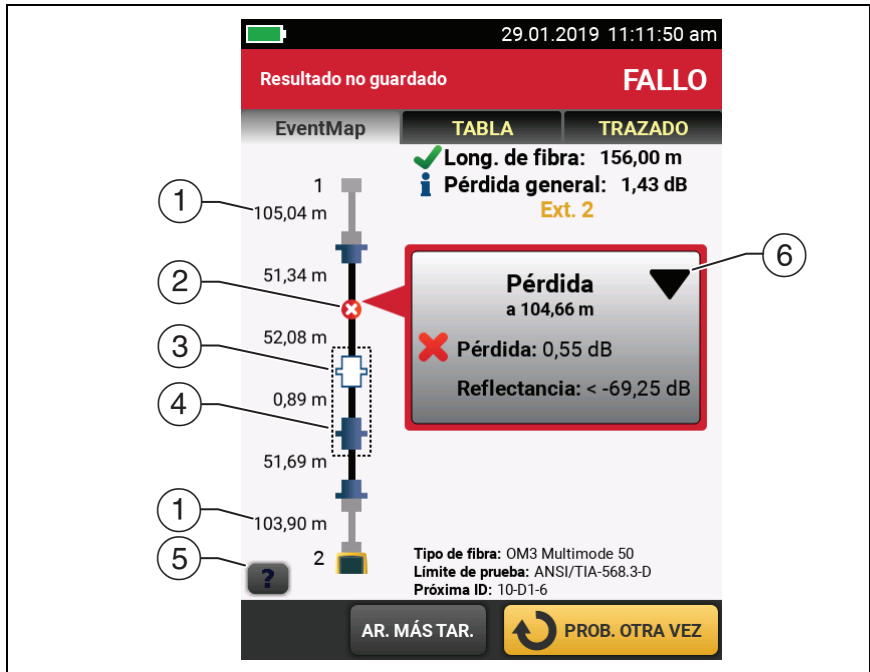 29.01.2019 11:11:50 am
Resultado no guardado
FALLO
EventMap
TABLA
TRAZADO
Long. de fibra: 156,00 m
Pérdida general: 1,43 dB
Ext. 2
1
1
105,04 m
51,34 m
2
52,08 m
3
0,89 m
4
51,69 m
1
103,90 m
5
2
?
6
Pérdida
a 104,66 m
Pérdida: 0,55 dB
Reflectancia: < -69,25 dB
Tipo de fibra: OM3 Multimode 50
Límite de prueba: ANSI/TIA-568.3-D
Próxima ID: 10-D1-6
AR. MÁS TAR.
PROB. OTRA VEZ